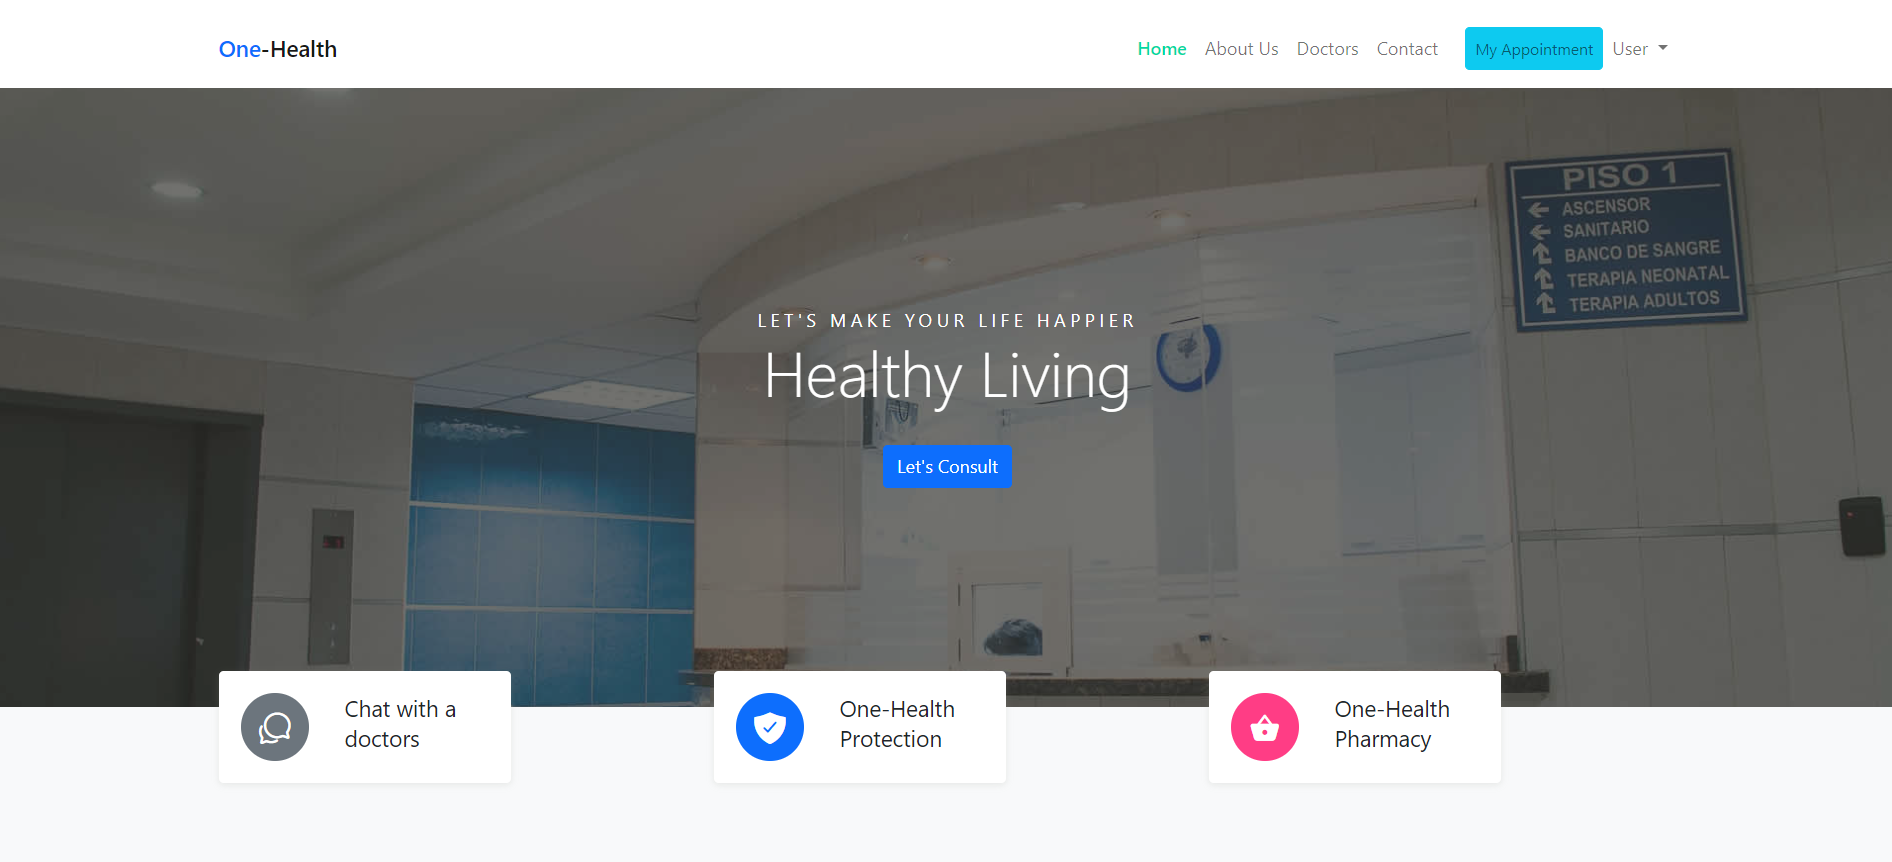 One-Health
Home About Us Doctors Contact My Appointment User
PISO 1
ASCENSOR
SANITARIO
BANCO DE SANGRE
TERAPIA NEONATAL
TERAPIA ADULTOS
LET'S MAKE YOUR LIFE HAPPIER
Healthy Living
Let's Consult
Chat with a
doctors
One-Health
Protection
One-Health
Pharmacy